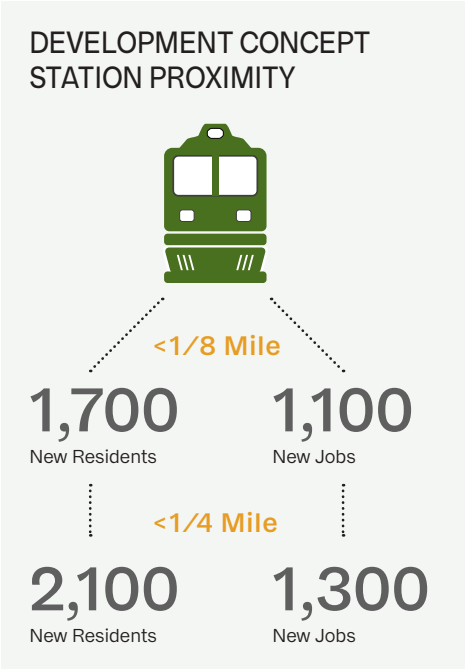 DEVELOPMENT CONCEPT
STATION PROXIMITY
<1/8 Mile
1,700
New Residents
1,100
New Jobs
<1/4 Mile
2,100
New Residents
1,300
New Jobs